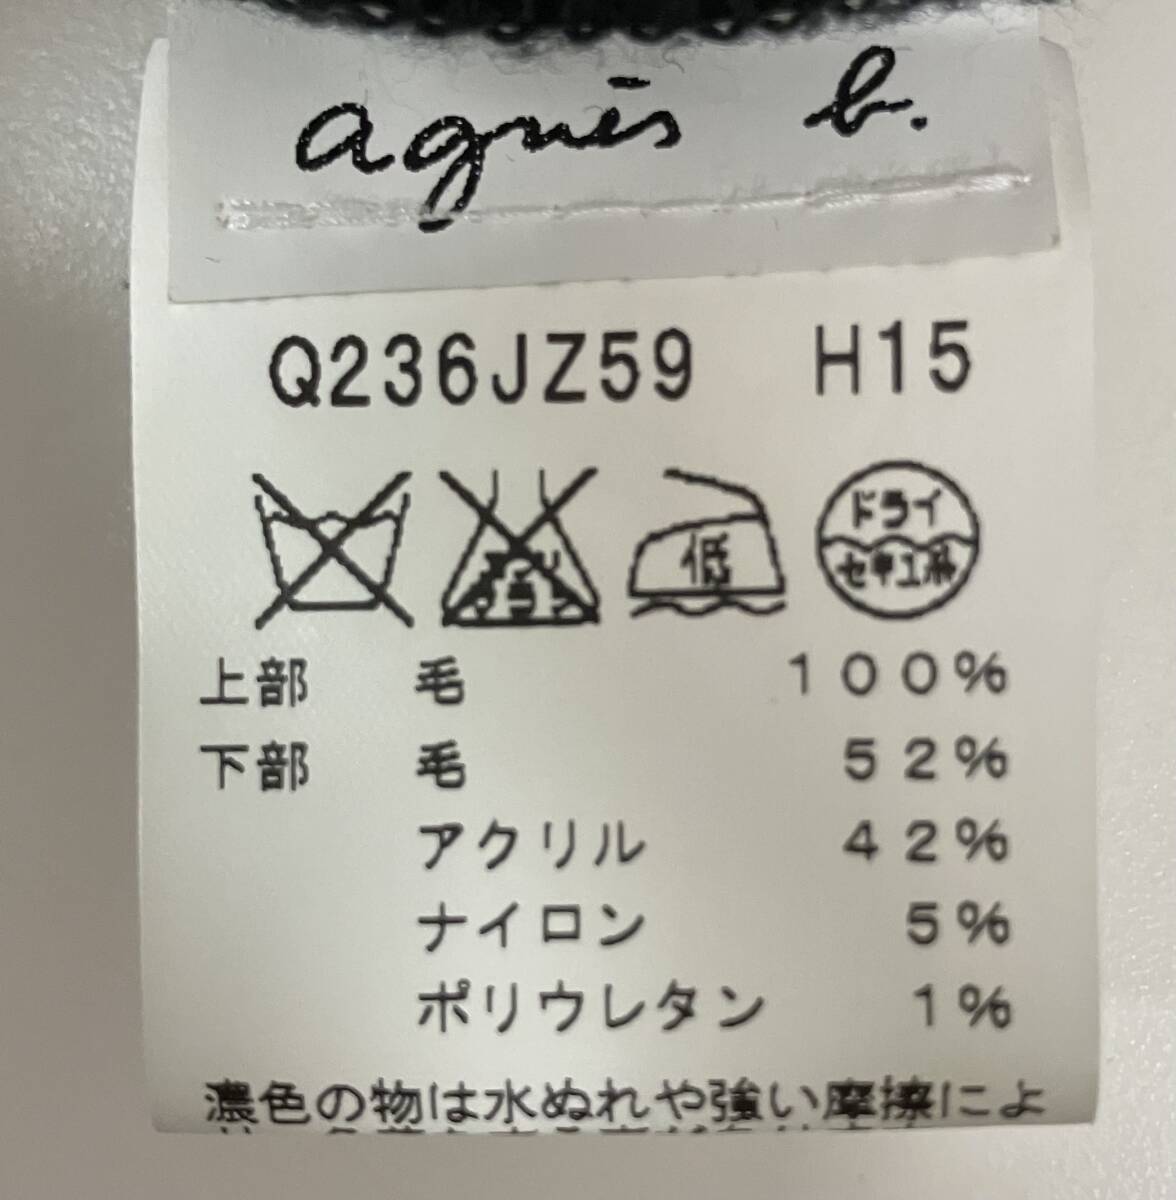 agnès b.
Q236JZ59 H15
低 ドライ
セキユ系
上部 毛 100%
下部 毛 52%
アクリル 42%
ナイロン 5%
ポリウレタン 1%
濃色の物は水ぬれや強い摩擦によ